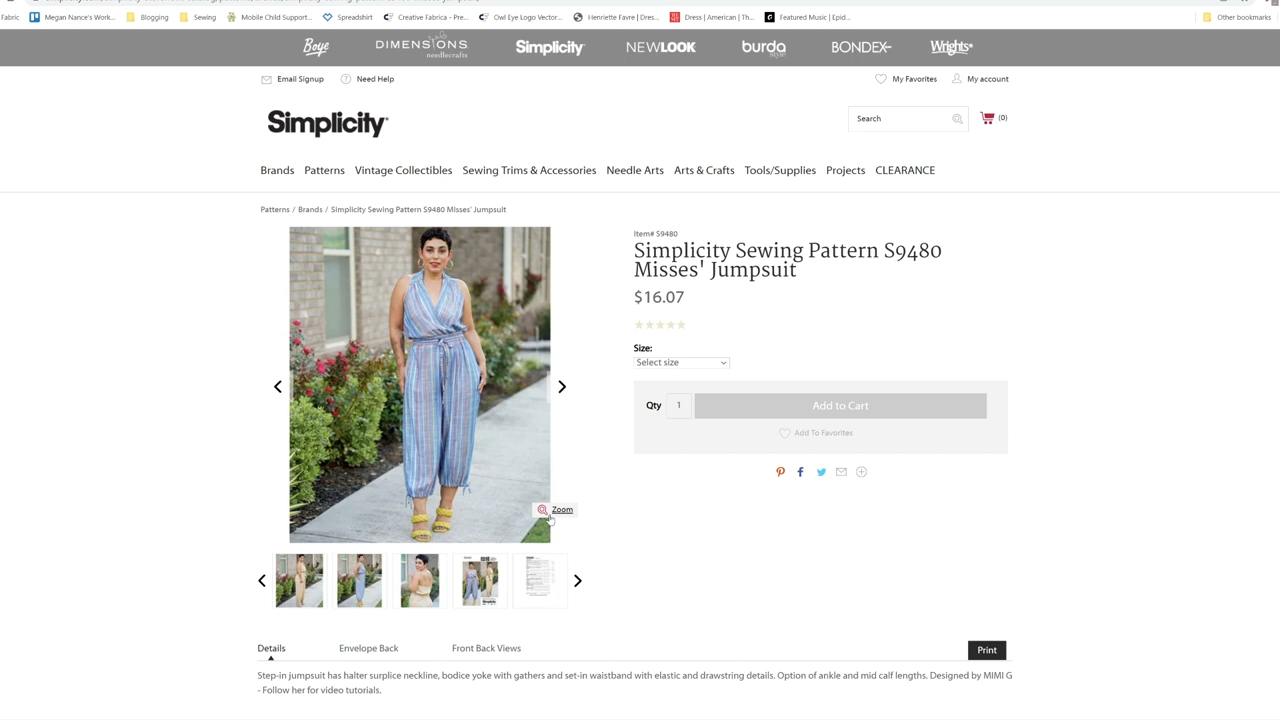 Fabric
Megan Nance's Work...
Blogging
Sewing
Mobile Child Support...
Spreadshirt
Creative Fabrica - Pre...
Owl Eye Logo Vector...
Henriette Favre | Dres...
Dress | American | Th...
Featured Music | Epid...
Other bookmarks
Boye
DIMENSIONS
needlecrafts
Simplicity
NEWLOOK
burda
style
BONDEX
Wrights
Email Signup
Need Help
My Favorites
My account
Simplicity
Search
(0)
Brands
Patterns
Vintage Collectibles
Sewing Trims & Accessories
Needle Arts
Arts & Crafts
Tools/Supplies
Projects
CLEARANCE
Patterns / Brands / Simplicity Sewing Pattern S9480 Misses' Jumpsuit
Item# S9480
Simplicity Sewing Pattern S9480
Misses' Jumpsuit
$16.07
Size:
Select size
Qty
1
Add to Cart
Add To Favorites
Zoom
Details
Envelope Back
Front Back Views
Print
Step-in jumpsuit has halter surplice neckline, bodice yoke with gathers and set-in waistband with elastic and drawstring details. Option of ankle and mid calf lengths. Designed by MIMI G
- Follow her for video tutorials.